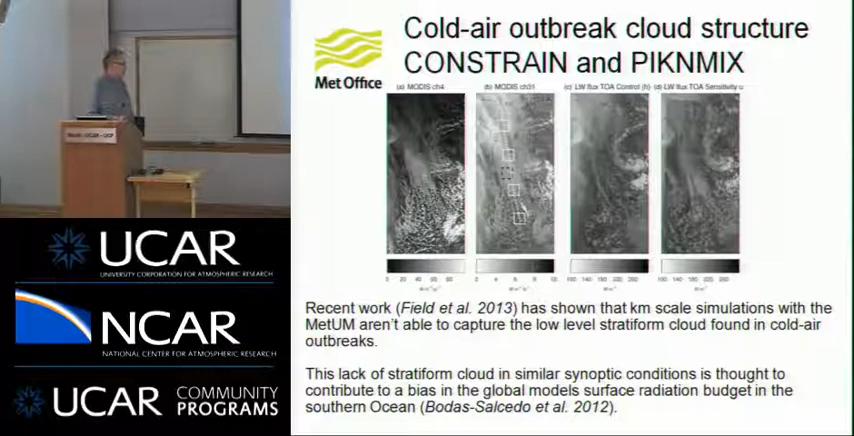 Cold-air outbreak cloud structure
CONSTRAIN and PIKNMIX
Met Office
(a) MODIS ch4
(b) MODIS ch31
(c) LW flux TOA Control (h)
(d) LW flux TOA Sensitivity u
Recent work (Field et al. 2013) has shown that km scale simulations with the
MetUM aren't able to capture the low level stratiform cloud found in cold-air
outbreaks.
This lack of stratiform cloud in similar synoptic conditions is thought to
contribute to a bias in the global models surface radiation budget in the
southern Ocean (Bodas-Salcedo et al. 2012).
UCAR
UNIVERSITY CORPORATION FOR ATMOSPHERIC RESEARCH
NCAR
NATIONAL CENTER FOR ATMOSPHERIC RESEARCH
UCAR
COMMUNITY
PROGRAMS